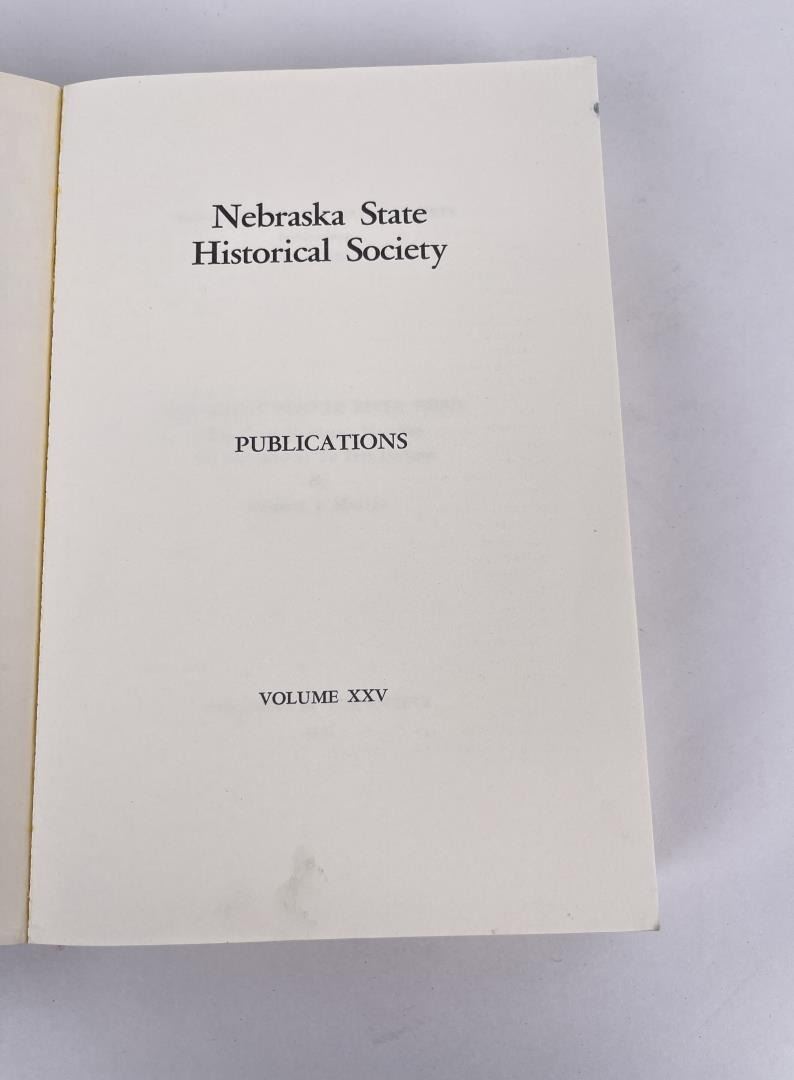 Nebraska State
Historical Society
PUBLICATIONS
VOLUME XXV